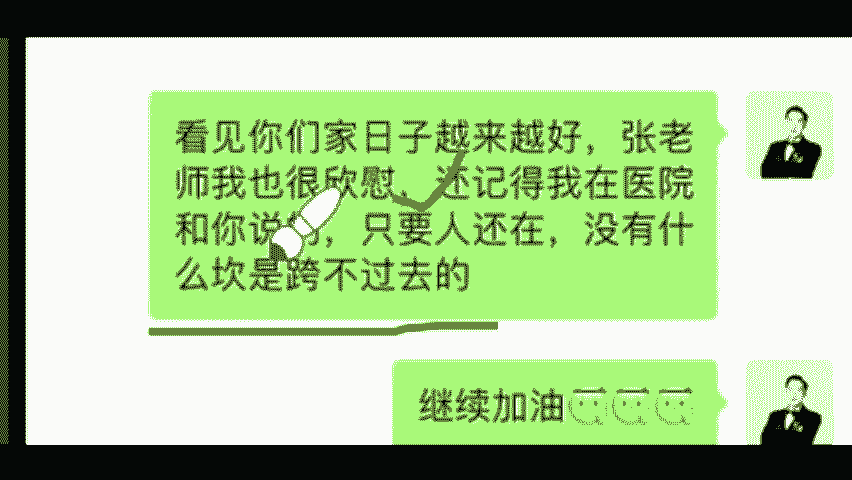 看见你们家日子越来越好，张老
师我也很欣慰，还记得我在医院
和你说的，只要人还在，没有什
么坎是跨不过去的
继续加油